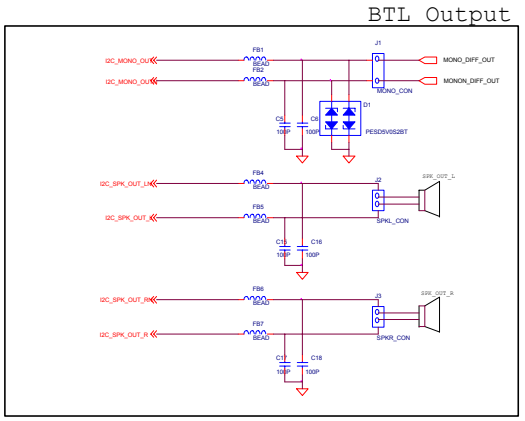 BTL Output
FB1
J1
I2C_MONO_OUT
BEAD
MONO_DIFF_OUT
FB2
I2C_MONO_OUT
BEAD
MONON_DIFF_OUT
MONO_CON
D1
C5
C6
100P
100P
PESD5V0S2BT
FB4
J2
SPK_OUT_L
I2C_SPK_OUT_LN
BEAD
FB5
I2C_SPK_OUT_L
BEAD
SPKL_CON
C15
C16
100P
100P
FB6
J3
SPK_OUT_R
I2C_SPK_OUT_RN
BEAD
FB7
I2C_SPK_OUT_R
BEAD
SPKR_CON
C17
C18
100P
100P